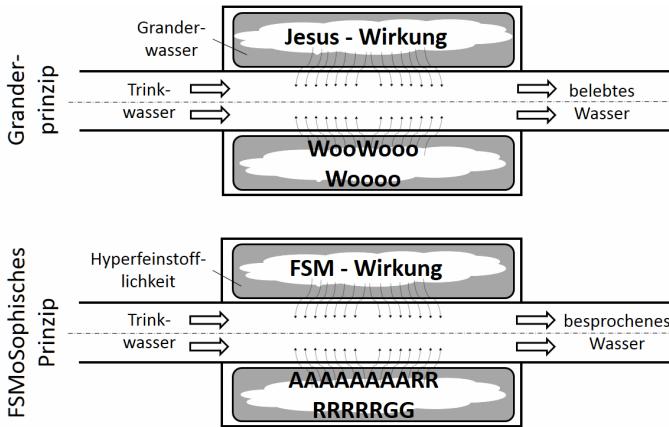 Grander-
prinzip
Grander-
wasser
Jesus - Wirkung
Trink-
wasser
belebtes
Wasser
WooWooo
Woooo
FSMoSophisches
Prinzip
Hyperfeinstoff-
lichkeit
FSM - Wirkung
Trink-
wasser
besprochenes
Wasser
AAAAAAAARR
RRRRRGG